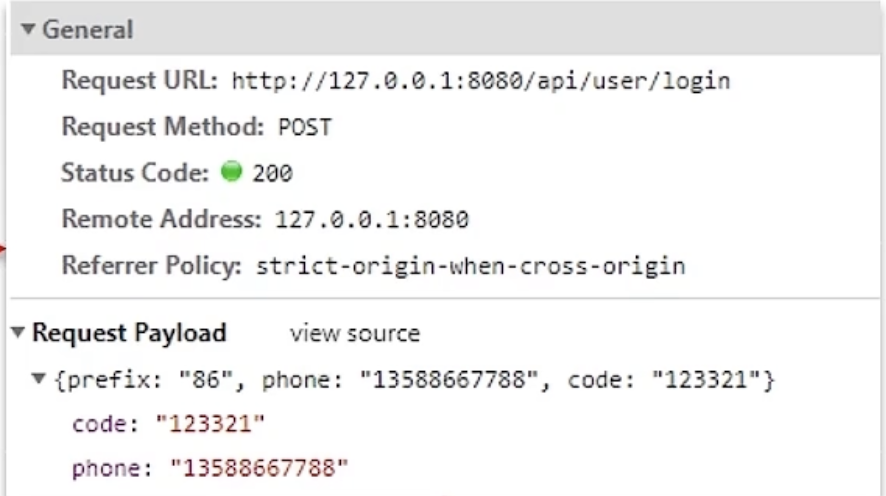 General
Request URL: http://127.0.0.1:8080/api/user/login
Request Method: POST
Status Code: 200
Remote Address: 127.0.0.1:8080
Referrer Policy: strict-origin-when-cross-origin
Request Payload view source
{prefix: "86", phone: "13588667788", code: "123321"}
code: "123321"
phone: "13588667788"